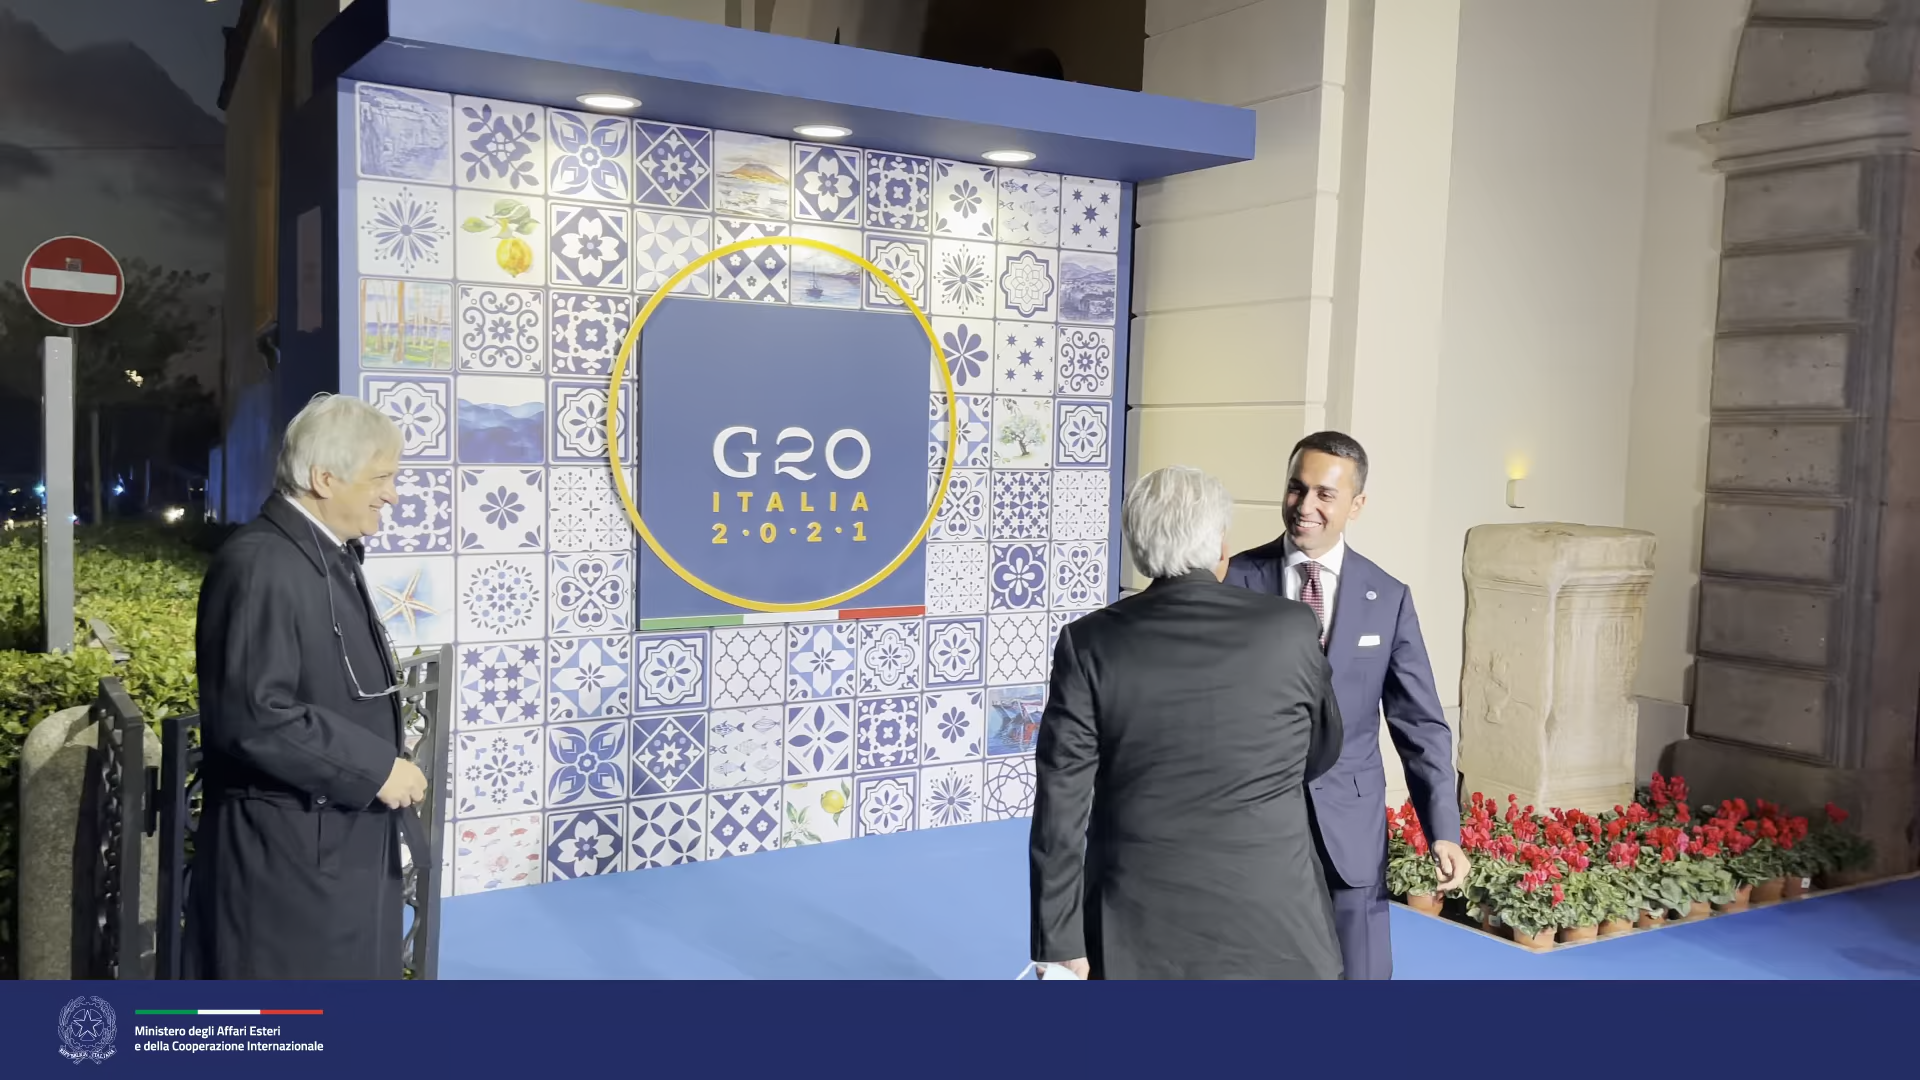 G20
ITALIA
2·0·2·1
Ministero degli Affari Esteri
e della Cooperazione Internazionale